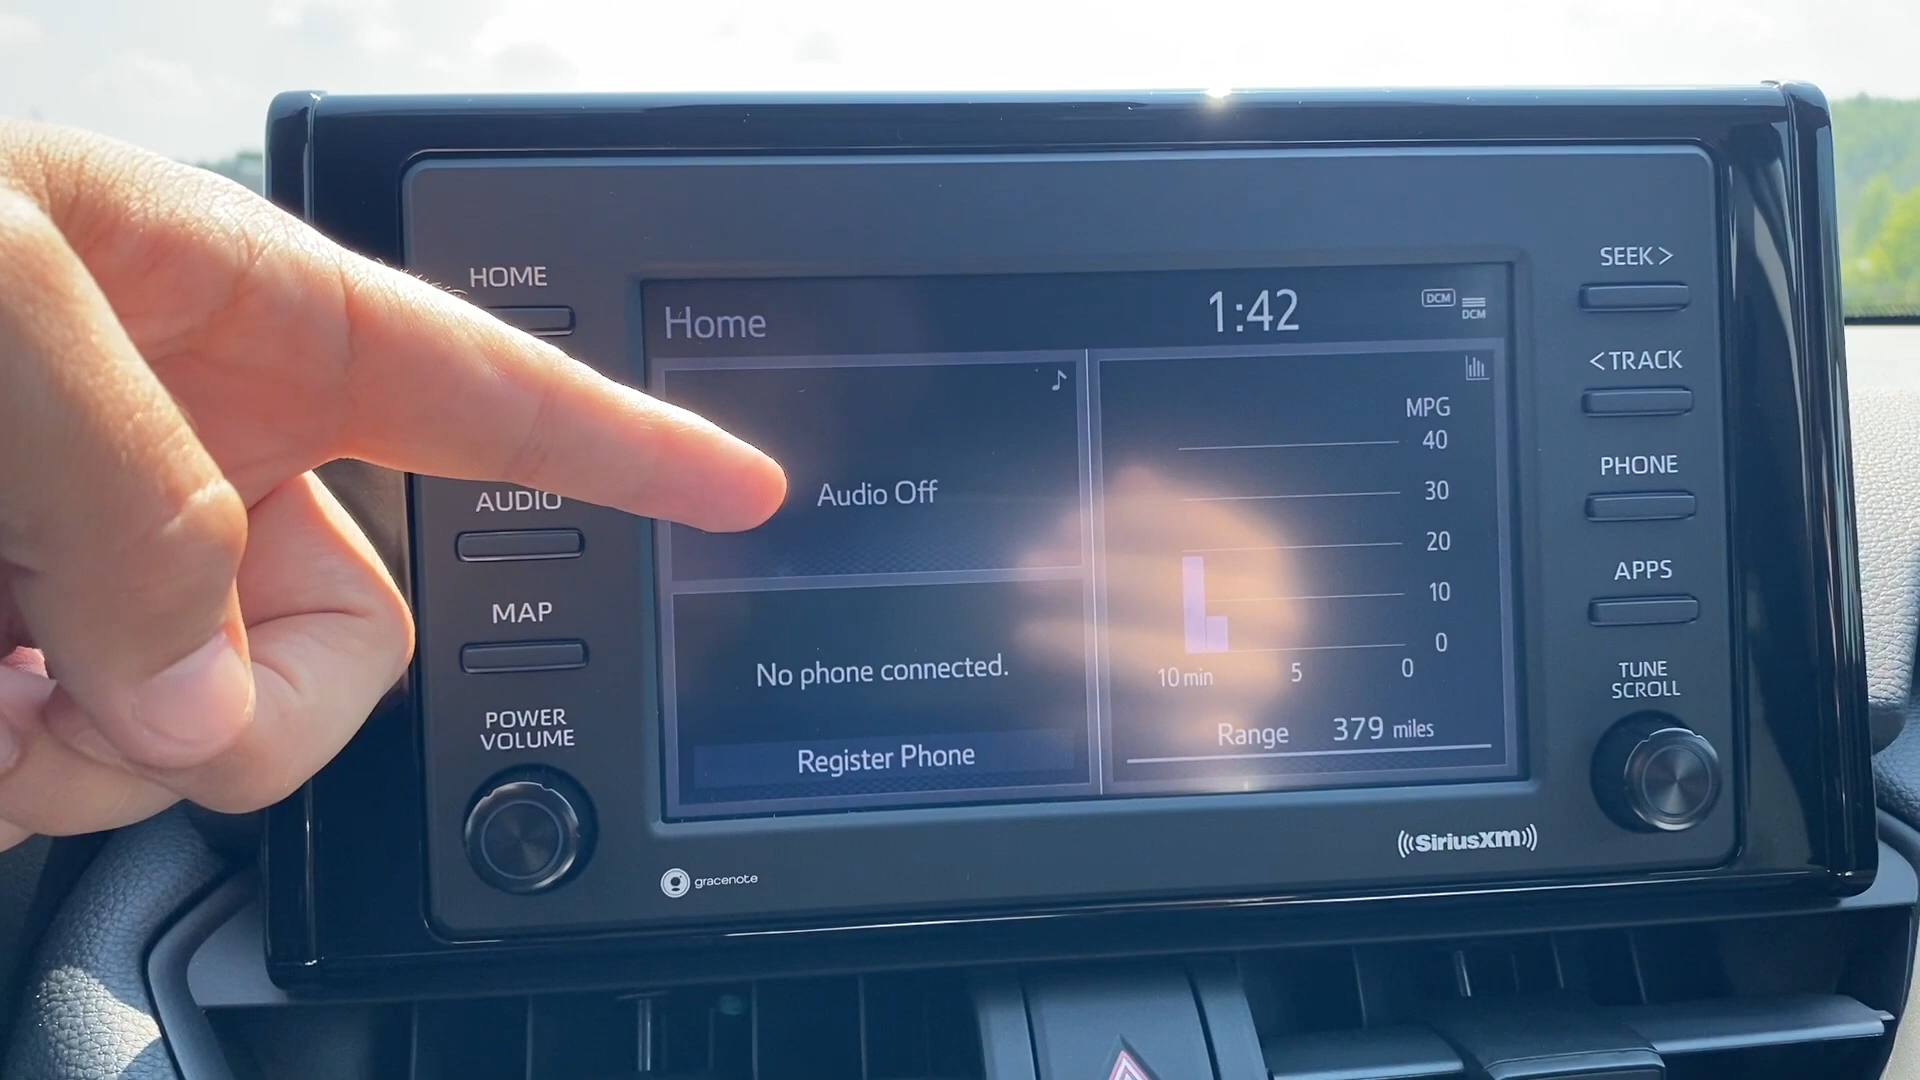 HOME
AUDIO
MAP
POWER
VOLUME
Home
1:42
DCM
DCM
Audio Off
No phone connected.
Register Phone
MPG
40
30
20
10
0
10 min 5 0
Range 379 miles
SEEK >
< TRACK
PHONE
APPS
TUNE
SCROLL
gracenote
((SiriusXM))